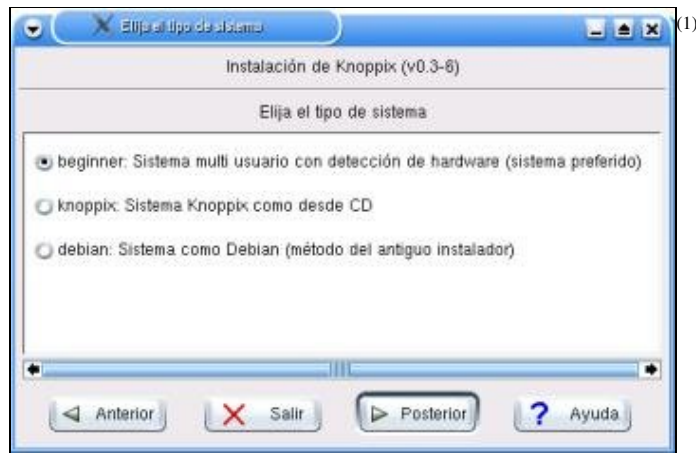 Elija el tipo de sistema
(1)
Instalación de Knoppix (v0.3-6)
Elija el tipo de sistema
beginner: Sistema multi usuario con detección de hardware (sistema preferido)
knoppix: Sistema Knoppix como desde CD
debian: Sistema como Debian (método del antiguo instalador)
Anterior
Salir
Posterior
? Ayuda